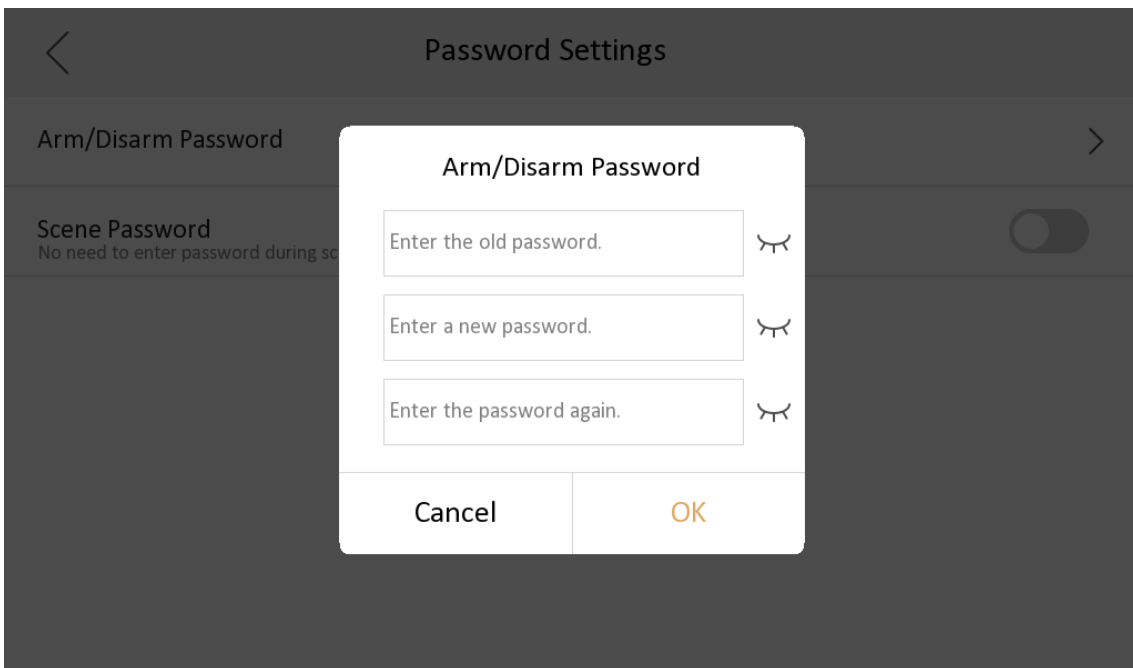 Password Settings
Arm/Disarm Password
Scene Password
No need to enter password during
Arm/Disarm Password
Enter the old password.
Enter a new password.
Enter the password again.
Cancel
OK